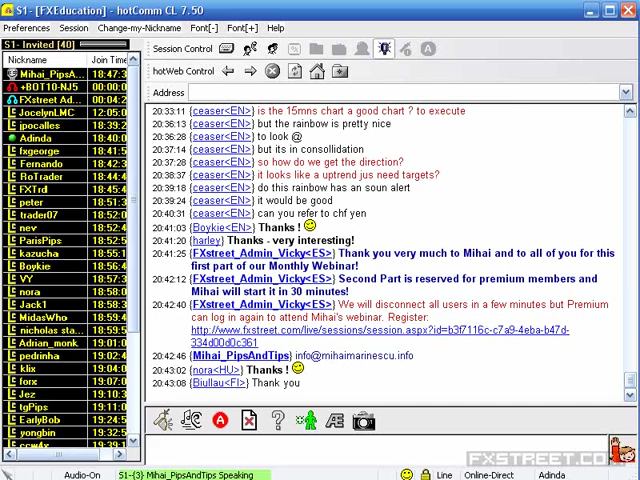 S1- [FXEducation] - hotComm CL 7.50
Preferences Session Change-my-Nickname Font[-] Font[+] Help
S1- Invited [40]
Nickname Join Time
Mihai_PipsA... 18:47:3
+BOT10-NJ5 00:00:0
FXstreet Ad... 00:04:2
JocelynLMC 12:05:0
jpocalles 18:39:2
Adinda 18:40:0
fxgeorge 18:41:5
Fernando 18:42:3
RoTrader 18:44:1
FXTrd 18:45:4
peter 18:51:3
trader07 18:52:0
nev 18:52:0
ParisPips 18:52:5
kazucha 18:55:1
Boykie 18:56:4
VY 18:57:3
nora 18:58:0
Jack1 18:58:3
MidasWho 18:59:4
nicholas sta... 18:59:5
Adrian_monk 19:01:0
pedrinha 19:02:4
klix 19:04:0
forx 19:07:0
Jez 19:10:3
tgPips 19:11:0
EarlyBob 19:24:5
yongbin 19:30:3
ccw4x 19:39:1
Session Control
hotWeb Control
Address
20:33:11 {ceaser<EN>} is the 15mns chart a good chart ? to execute
20:36:13 {ceaser<EN>} but the rainbow is pretty nice
20:36:28 {ceaser<EN>} to look @
20:37:14 {ceaser<EN>} but its in consollidation
20:37:28 {ceaser<EN>} so how do we get the direction?
20:38:37 {ceaser<EN>} it looks like a uptrend jus need targets?
20:39:18 {ceaser<EN>} do this rainbow has an soun alert
20:39:24 {ceaser<EN>} it would be good
20:40:31 {ceaser<EN>} can you refer to chf yen
20:41:03 {Boykie<EN>} Thanks !
20:41:20 {harley} Thanks - very interesting!
20:41:25 {FXstreet_Admin_Vicky<ES>} Thank you very much to Mihai and to all of you for this
first part of our Monthly Webinar!
20:42:12 {FXstreet_Admin_Vicky<ES>} Second Part is reserved for premium members and
Mihai will start it in 30 minutes!
20:42:40 {FXstreet_Admin_Vicky<ES>} We will disconnect all users in a few minutes but Premium
can log in again to attend Mihai's webinar. Register:
http://www.fxstreet.com/live/sessions/session.aspx?id=b3f7116c-c7a9-4eba-b47d-
334d00d0c361
20:42:46 {Mihai_PipsAndTips} info@mihaimarinescu.info
20:43:02 {nora<HU>} Thanks !
20:43:08 {Biullau<FI>} Thank you
FXSTREET.COM
Audio-On S1-{3} Mihai_PipsAndTips Speaking Line Online-Direct Adinda